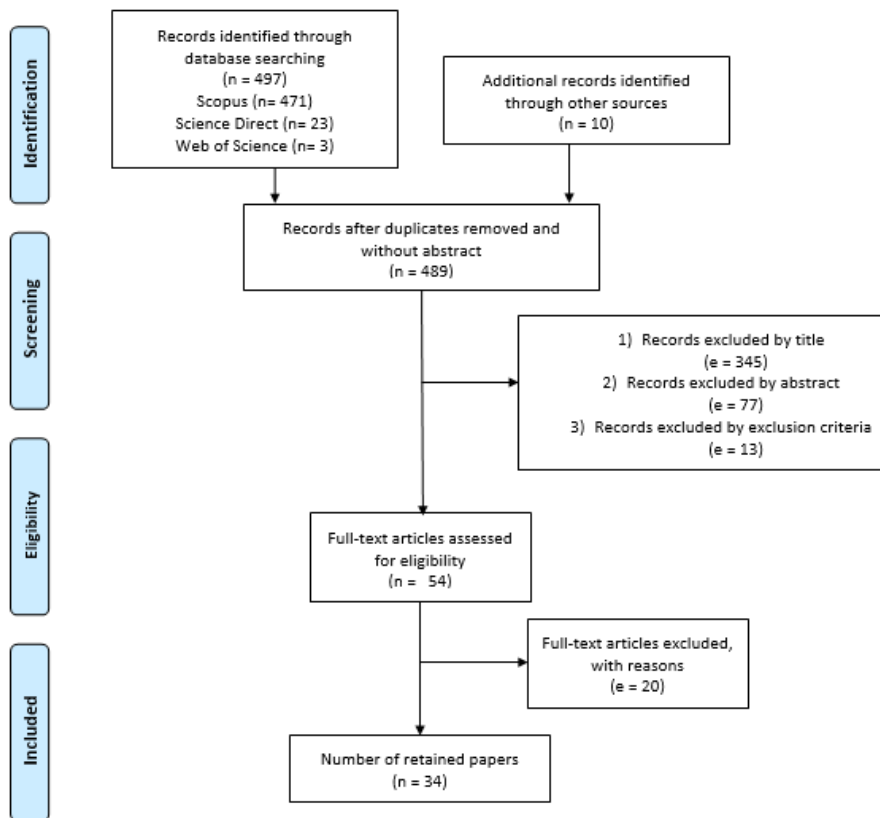 Identification
Records identified through
database searching
(n = 497)
Scopus (n= 471)
Science Direct (n= 23)
Web of Science (n= 3)
Additional records identified
through other sources
(n = 10)
Screening
Records after duplicates removed and
without abstract
(n = 489)
1) Records excluded by title
(e = 345)
2) Records excluded by abstract
(e = 77)
3) Records excluded by exclusion criteria
(e = 13)
Eligibility
Full-text articles assessed
for eligibility
(n = 54)
Full-text articles excluded,
with reasons
(e = 20)
Included
Number of retained papers
(n = 34)